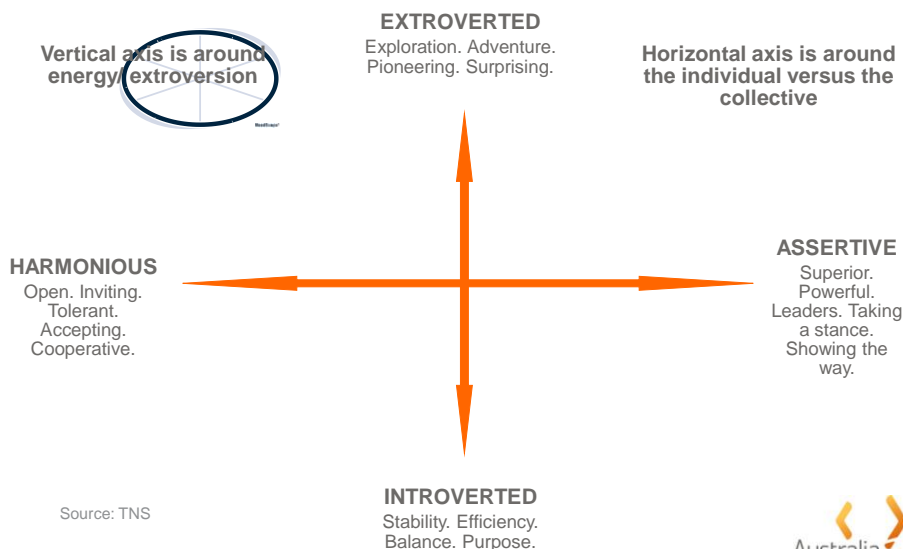 EXTROVERTED
Exploration. Adventure.
Pioneering. Surprising.
Vertical axis is around
energy/extroversion
Horizontal axis is around
the individual versus the
collective
NeedScope
HARMONIOUS
Open. Inviting.
Tolerant.
Accepting.
Cooperative.
ASSERTIVE
Superior.
Powerful.
Leaders. Taking
a stance.
Showing the
way.
INTROVERTED
Stability. Efficiency.
Balance. Purpose.
Source: TNS
Australia